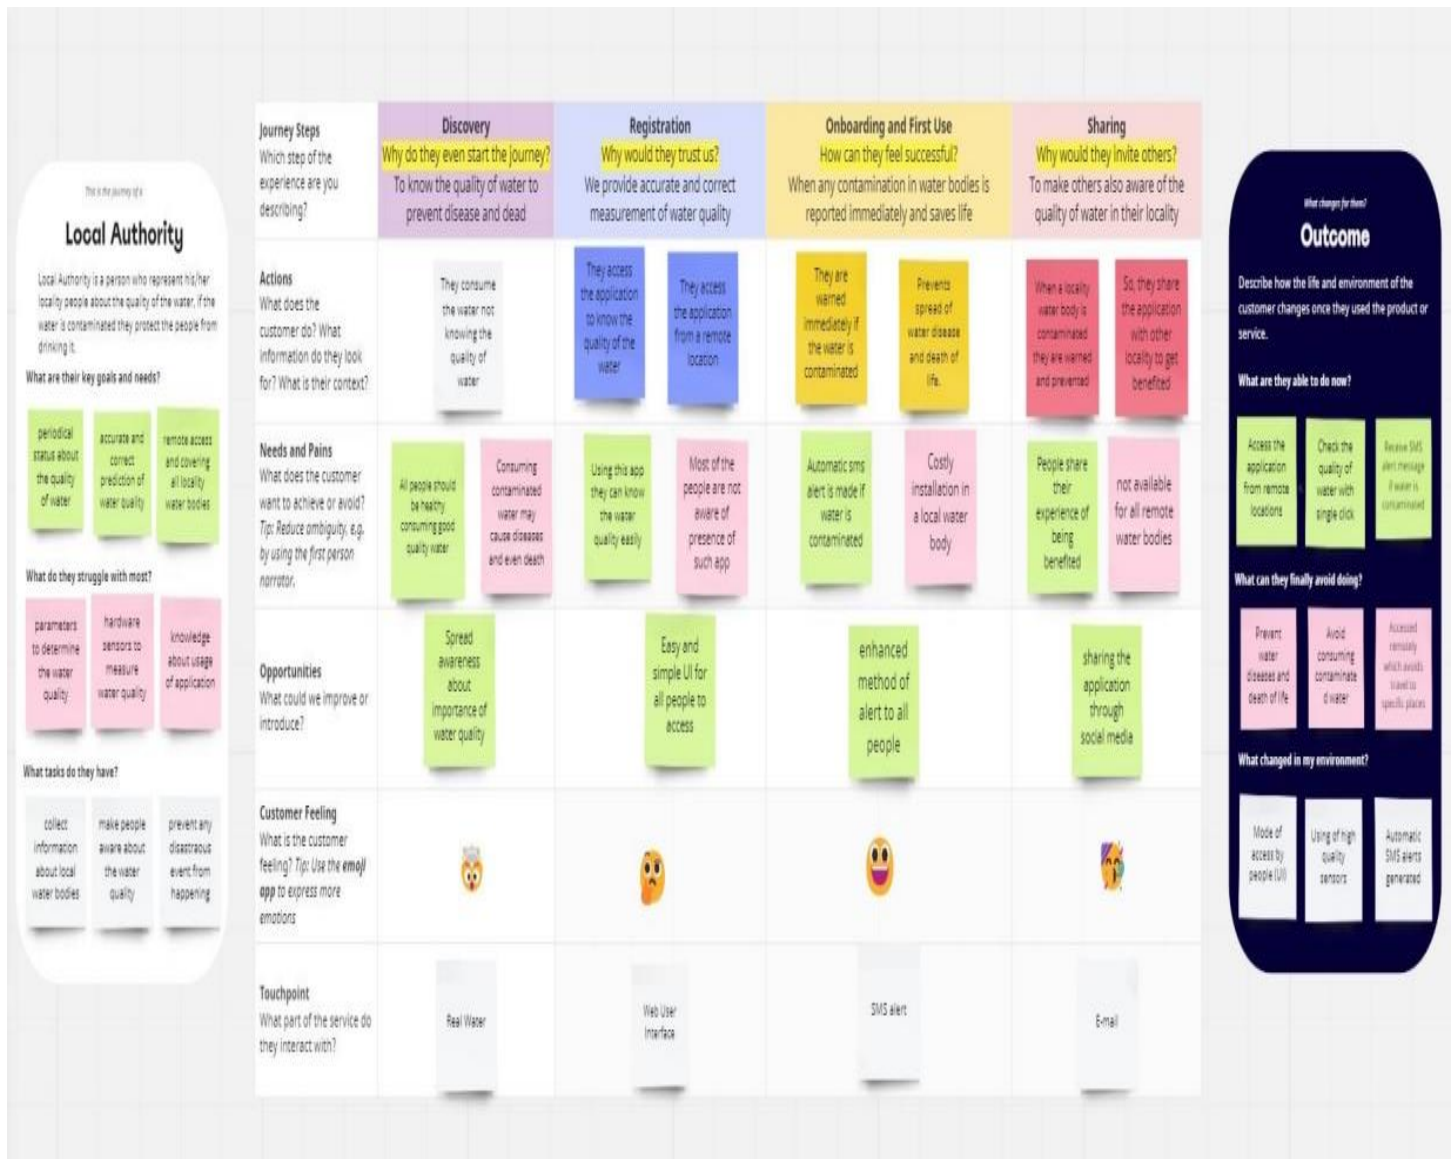 This is the journey of a
Local Authority
Local Authority is a person who represent his/her
locality people about the quality of the water, if the
water is contaminated they protect the people from
drinking it.
What are their key goals and needs?
periodical
status about
the quality
of water
accurate and
correct
prediction of
water quality
remote access
and covering
all locality
water bodies
What do they struggle with most?
parameters
to determine
the water
quality
hardware
sensors to
measure
water quality
knowledge
about usage
of application
What tasks do they have?
collect
information
about local
water bodies
make people
aware about
the water
quality
prevent any
disastraous
event from
happening
Journey Steps
Which step of the
experience are you
describing?
Discovery
Why do they even start the journey?
To know the quality of water to
prevent disease and dead
Registration
Why would they trust us?
We provide accurate and correct
measurement of water quality
Onboarding and First Use
How can they feel successful?
When any contamination in water bodies is
reported immediately and saves life
Sharing
Why would they invite others?
To make others also aware of the
quality of water in their locality
Actions
What does the
customer do? What
information do they look
for? What is their context?
They consume
the water not
knowing the
quality of
water
They access
the application
to know the
quality of the
water
They access
the application
from a remote
location
They are
warned
immediately if
the water is
contaminated
Prevents
spread of
water disease
and death of
life.
When a locality
water body is
contaminated
they are warned
and prevented
So, they share
the application
with other
locality to get
benefited
Needs and Pains
What does the customer
want to achieve or avoid?
Tip: Reduce ambiguity, e.g.
by using the first person
narrator.
All people should
be healthy
consuming good
quality water
Consuming
contaminated
water may
cause diseases
and even death
Using this app
they can know
the water
quality easily
Most of the
people are not
aware of
presence of
such app
Automatic sms
alert is made if
water is
contaminated
Costly
installation in
a local water
body
People share
their
experience of
being
benefited
not available
for all remote
water bodies
Opportunities
What could we improve or
introduce?
Spread
awareness
about
importance of
water quality
Easy and
simple UI for
all people to
access
enhanced
method of
alert to all
people
sharing the
application
through
social media
Customer Feeling
What is the customer
feeling? Tip: Use the emoji
app to express more
emotions
Touchpoint
What part of the service do
they interact with?
Real Water
Web User
Interface
SMS alert
E-mail
What changes for them?
Outcome
Describe how the life and environment of the
customer changes once they used the product or
service.
What are they able to do now?
Access the
application
from remote
locations
Check the
quality of
water with
single click
Receive SMS
alert message
if water is
contaminated
What can they finally avoid doing?
Prevent
water
diseases and
death of life
Avoid
consuming
contaminate
d water
Accessed
remotely
which avoids
travel to
specific places
What changed in my environment?
Mode of
access by
people (UI)
Using of high
quality
sensors
Automatic
SMS alerts
generated